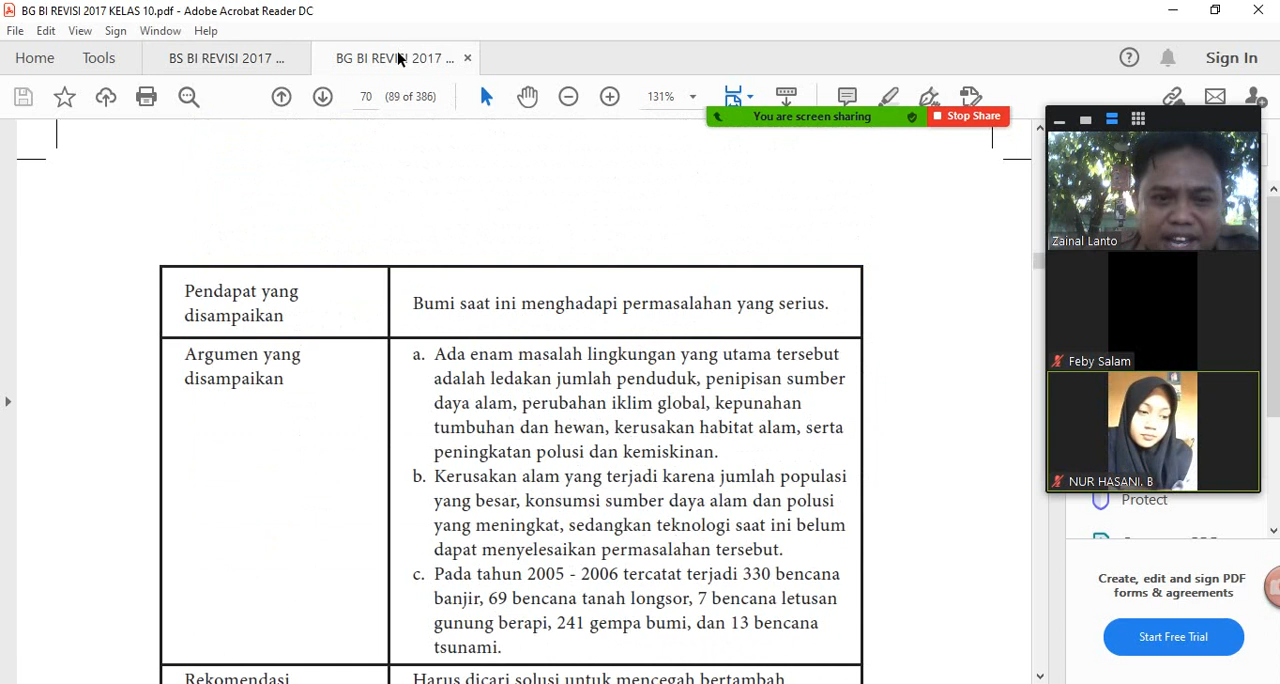 BG BI REVISI 2017 KELAS 10.pdf - Adobe Acrobat Reader DC
File Edit View Sign Window Help
Home Tools BS BI REVISI 2017 ... BG BI REVISI 2017 ... Sign In
70 (89 of 386) 131%
You are screen sharing Stop Share
Zainal Lanto
Feby Salam
NUR HASANI. B
Pendapat yang
disampaikan
Bumi saat ini menghadapi permasalahan yang serius.
Argumen yang
disampaikan
a. Ada enam masalah lingkungan yang utama tersebut
adalah ledakan jumlah penduduk, penipisan sumber
daya alam, perubahan iklim global, kepunahan
tumbuhan dan hewan, kerusakan habitat alam, serta
peningkatan polusi dan kemiskinan.
b. Kerusakan alam yang terjadi karena jumlah populasi
yang besar, konsumsi sumber daya alam dan polusi
yang meningkat, sedangkan teknologi saat ini belum
dapat menyelesaikan permasalahan tersebut.
c. Pada tahun 2005 - 2006 tercatat terjadi 330 bencana
banjir, 69 bencana tanah longsor, 7 bencana letusan
gunung berapi, 241 gempa bumi, dan 13 bencana
tsunami.
Rekomendasi
Harus dicari solusi untuk mencegah bertambah
Protect
Create, edit and sign PDF
forms & agreements
Start Free Trial